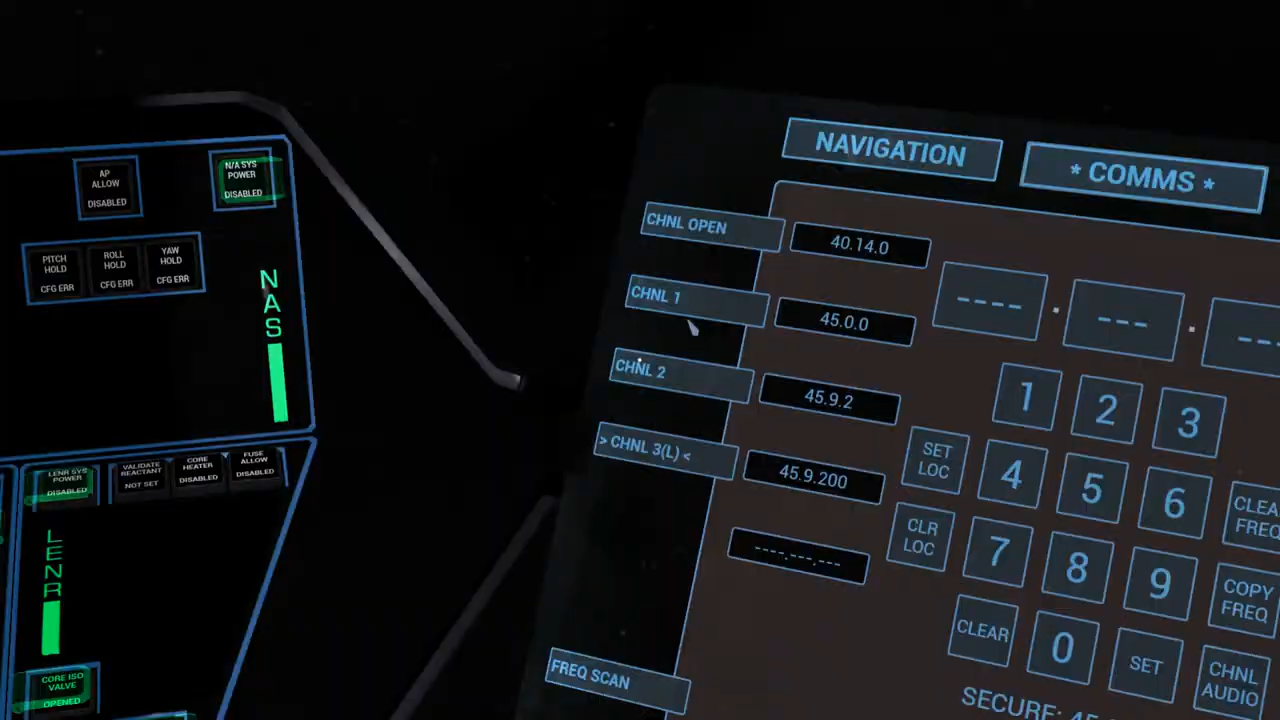 AP
ALLOW
DISABLED
N/A SYS
POWER
DISABLED
PITCH
HOLD
CFG ERR
ROLL
HOLD
CFG ERR
YAW
HOLD
CFG ERR
NAS
LENR SYS
POWER
DISABLED
VALIDATE
REACTANT
NOT SET
CORE
HEATER
DISABLED
FUSE
ALLOW
DISABLED
LENR
CORE ISO
VALVE
OPENED
NAVIGATION
* COMMS *
CHNL OPEN
40.14.0
CHNL 1
45.0.0
CHNL 2
45.9.2
> CHNL 3(L) <
45.9.200
----.---.---
FREQ SCAN
---- . --- . --
1 2 3
SET
LOC
4 5 6
CLR
LOC
7 8 9
CLEAR
0
SET
CLEA
FREQ
COPY
FREQ
CHNL
AUDIO
SECURE: 45